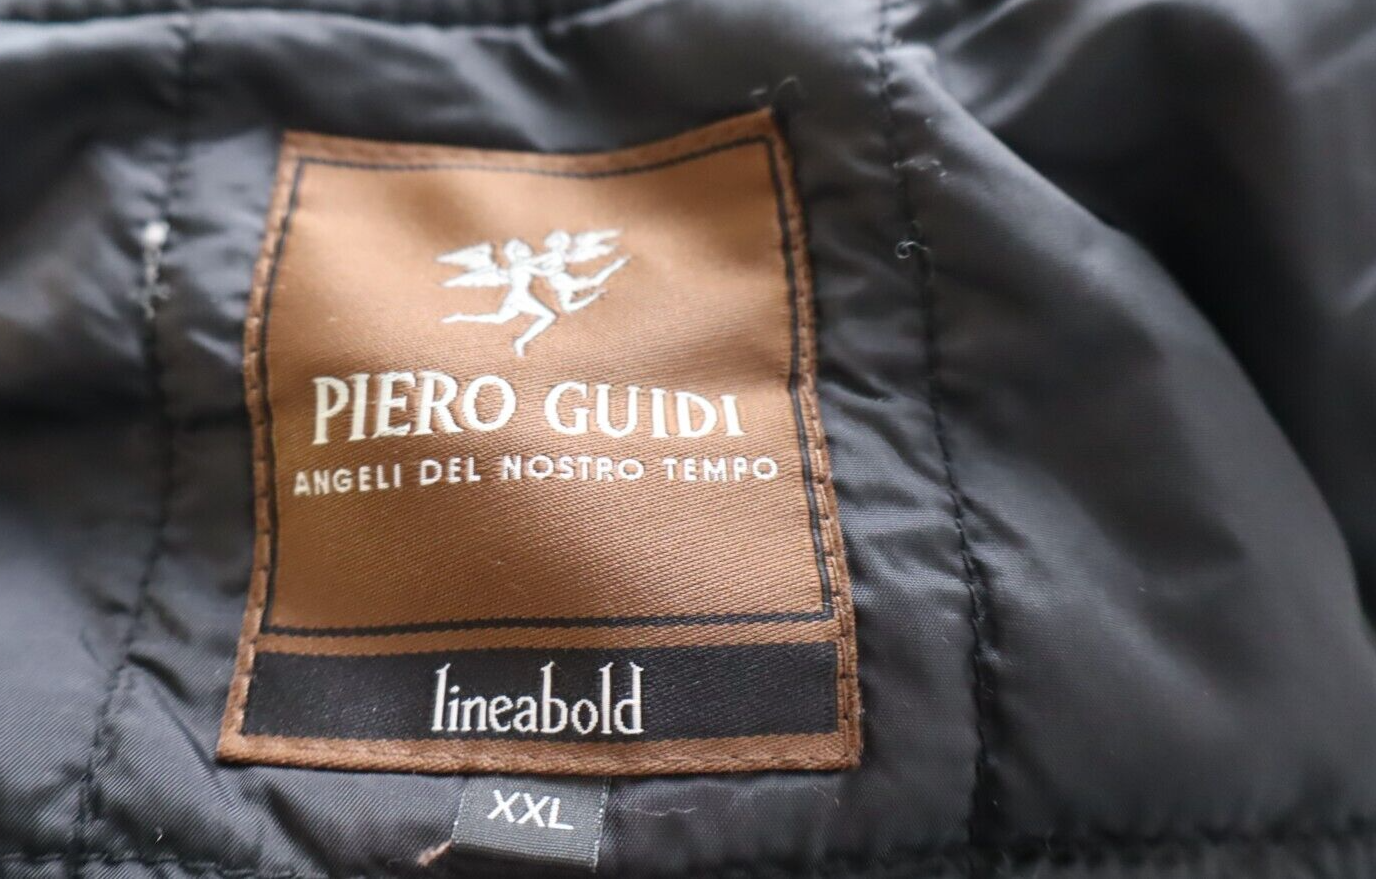 PIERO GUIDI
ANGELI DEL NOSTRO TEMPO
lineabold
XXL